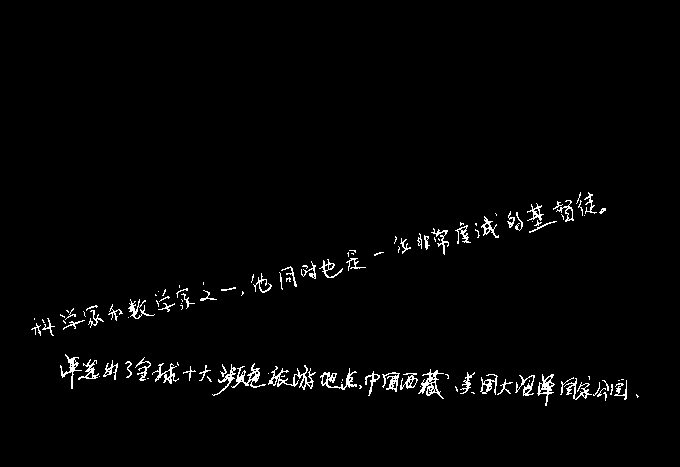 科学家和数学家之一,他同时也是一位非常虔诚的基督徒。
评选出了全球十大濒危旅游地点,中国西藏、美国大沼泽国家公园、